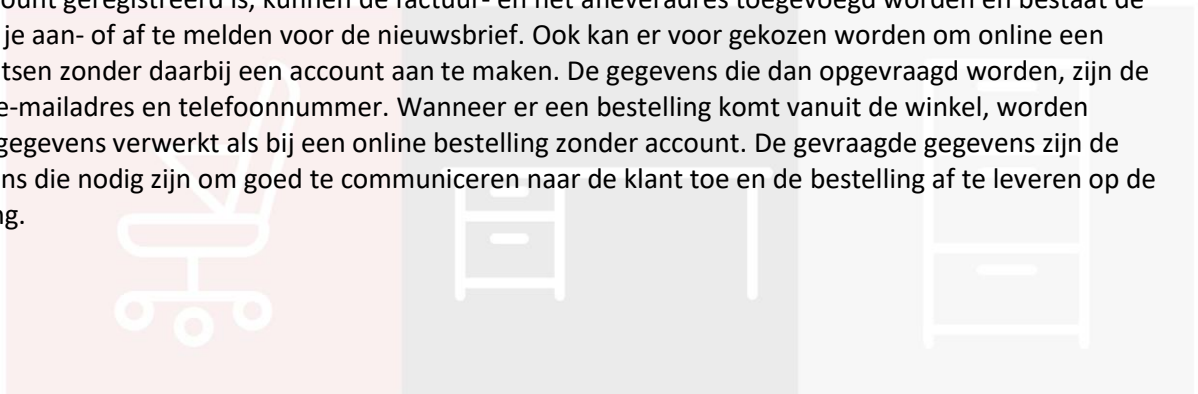 ount geregistreerd is, kunnen de factuur- en het afleveradres toegevoegd worden en bestaat de
je aan- of af te melden voor de nieuwsbrief. Ook kan er voor gekozen worden om online een
tsen zonder daarbij een account aan te maken. De gegevens die dan opgevraagd worden, zijn de
e-mailadres en telefoonnummer. Wanneer er een bestelling komt vanuit de winkel, worden
gegevens verwerkt als bij een online bestelling zonder account. De gevraagde gegevens zijn de
ns die nodig zijn om goed te communiceren naar de klant toe en de bestelling af te leveren op de
ng.